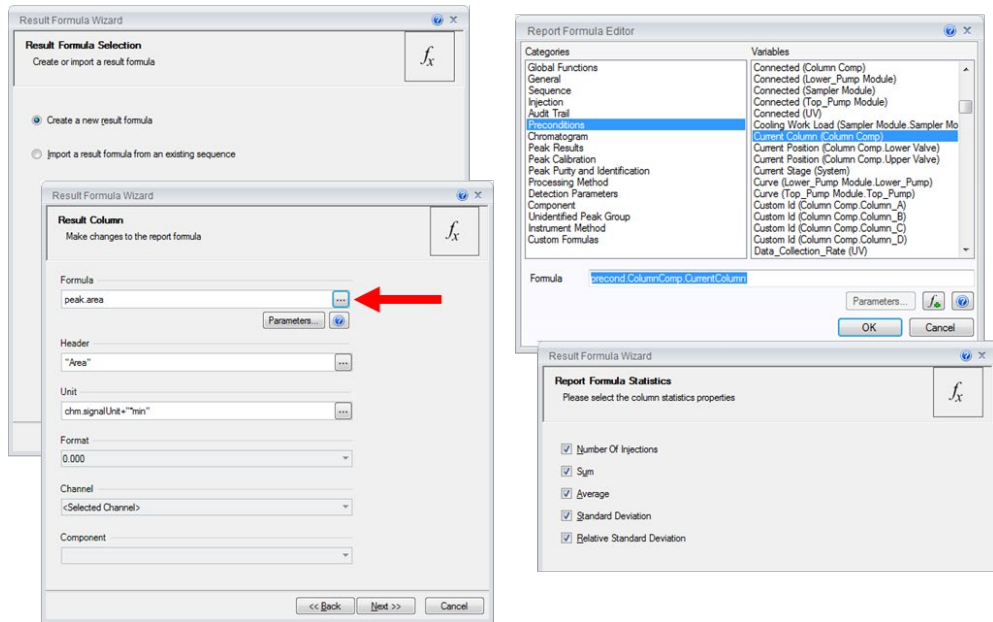 Result Formula Wizard
Result Formula Selection
Create or import a result formula
fx
Create a new result formula
Import a result formula from an existing sequence
Result Formula Wizard
Result Column
Make changes to the report formula
fx
Formula
peak.area
...
Parameters...
Header
"Area"
...
Unit
chm.signalUnit+"*min"
...
Format
0.000
Channel
<Selected Channel>
Component
<< Back
Next >>
Cancel
Report Formula Editor
Categories
Global Functions
General
Sequence
Injection
Audit Trail
Preconditions
Chromatogram
Peak Results
Peak Calibration
Peak Purity and Identification
Processing Method
Detection Parameters
Component
Unidentified Peak Group
Instrument Method
Custom Formulas
Variables
Connected (Column Comp)
Connected (Lower_Pump Module)
Connected (Sampler Module)
Connected (Top_Pump Module)
Connected (UV)
Cooling Work Load (Sampler Module.Sampler Mo
Current Column (Column Comp)
Current Position (Column Comp.Lower Valve)
Current Position (Column Comp.Upper Valve)
Current Stage (System)
Curve (Lower_Pump Module.Lower_Pump)
Curve (Top_Pump Module.Top_Pump)
Custom Id (Column Comp.Column_A)
Custom Id (Column Comp.Column_B)
Custom Id (Column Comp.Column_C)
Custom Id (Column Comp.Column_D)
Data_Collection_Rate (UV)
Formula
precond.ColumnComp.CurrentColumn
Parameters...
OK
Cancel
Result Formula Wizard
Report Formula Statistics
Please select the column statistics properties
fx
Number Of Injections
Sum
Average
Standard Deviation
Relative Standard Deviation